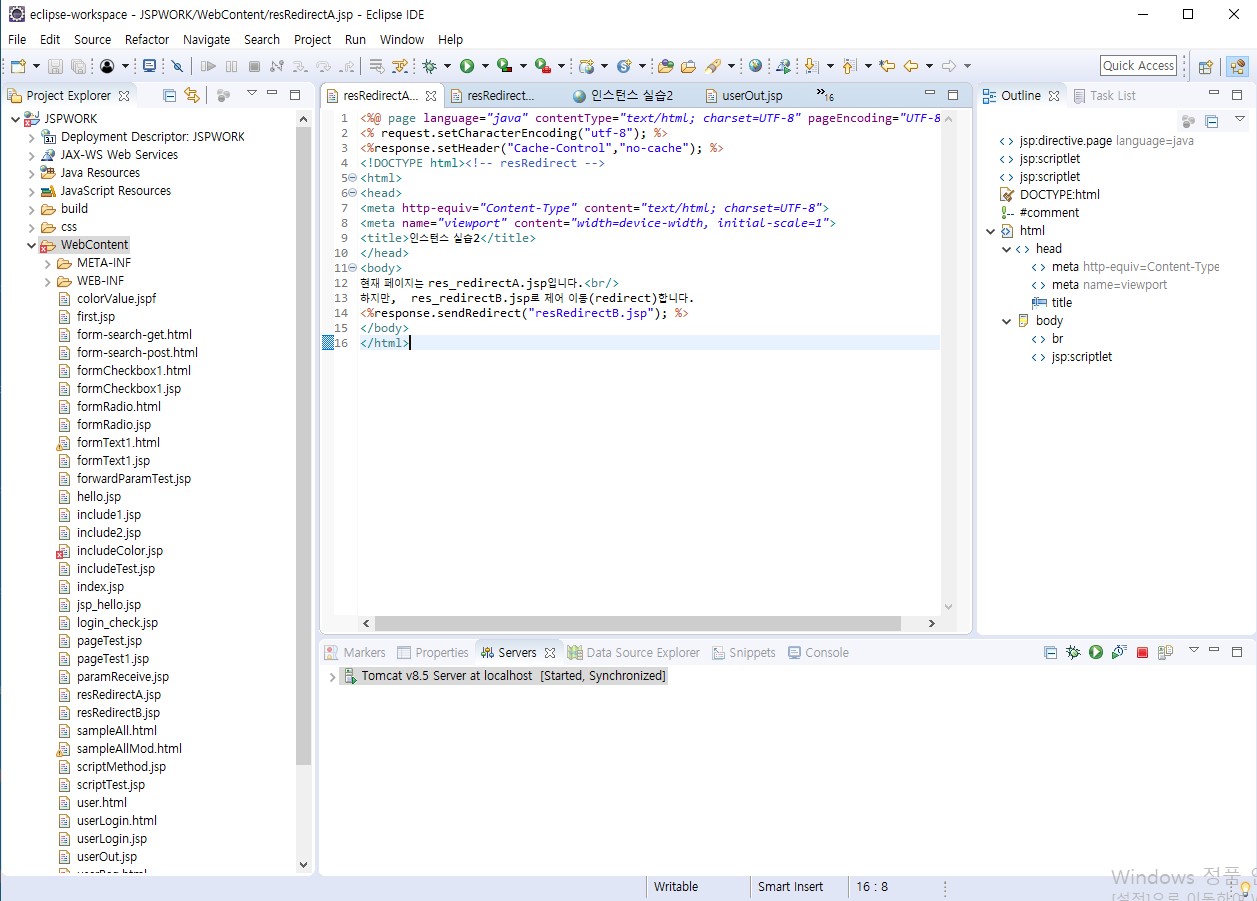 eclipse-workspace - JSPWORK/WebContent/resRedirectA.jsp - Eclipse IDE
File Edit Source Refactor Navigate Search Project Run Window Help
Quick Access
Project Explorer
JSPWORK
Deployment Descriptor: JSPWORK
JAX-WS Web Services
Java Resources
JavaScript Resources
build
css
WebContent
META-INF
WEB-INF
colorValue.jspf
first.jsp
form-search-get.html
form-search-post.html
formCheckbox1.html
formCheckbox1.jsp
formRadio.html
formRadio.jsp
formText1.html
formText1.jsp
forwardParamTest.jsp
hello.jsp
include1.jsp
include2.jsp
includeColor.jsp
includeTest.jsp
index.jsp
jsp_hello.jsp
login_check.jsp
pageTest.jsp
pageTest1.jsp
paramReceive.jsp
resRedirectA.jsp
resRedirectB.jsp
sampleAll.html
sampleAllMod.html
scriptMethod.jsp
scriptTest.jsp
user.html
userLogin.html
userLogin.jsp
userOut.jsp
resRedirectA... resRedirect... 인스턴스 실습2 userOut.jsp »16
1 <%@ page language="java" contentType="text/html; charset=UTF-8" pageEncoding="UTF-8
2 <% request.setCharacterEncoding("utf-8"); %>
3 <%response.setHeader("Cache-Control","no-cache"); %>
4 <!DOCTYPE html><!-- resRedirect -->
5 <html>
6 <head>
7 <meta http-equiv="Content-Type" content="text/html; charset=UTF-8">
8 <meta name="viewport" content="width=device-width, initial-scale=1">
9 <title>인스턴스 실습2</title>
10 </head>
11 <body>
12 현재 페이지는 res_redirectA.jsp입니다.<br/>
13 하지만, res_redirectB.jsp로 제어 이동(redirect)합니다.
14 <%response.sendRedirect("resRedirectB.jsp"); %>
15 </body>
16 </html>
Outline Task List
jsp:directive.page language=java
jsp:scriptlet
jsp:scriptlet
DOCTYPE:html
#comment
html
head
meta http-equiv=Content-Type
meta name=viewport
title
body
br
jsp:scriptlet
Markers Properties Servers Data Source Explorer Snippets Console
Tomcat v8.5 Server at localhost [Started, Synchronized]
Writable Smart Insert 16 : 8
Windows 정품